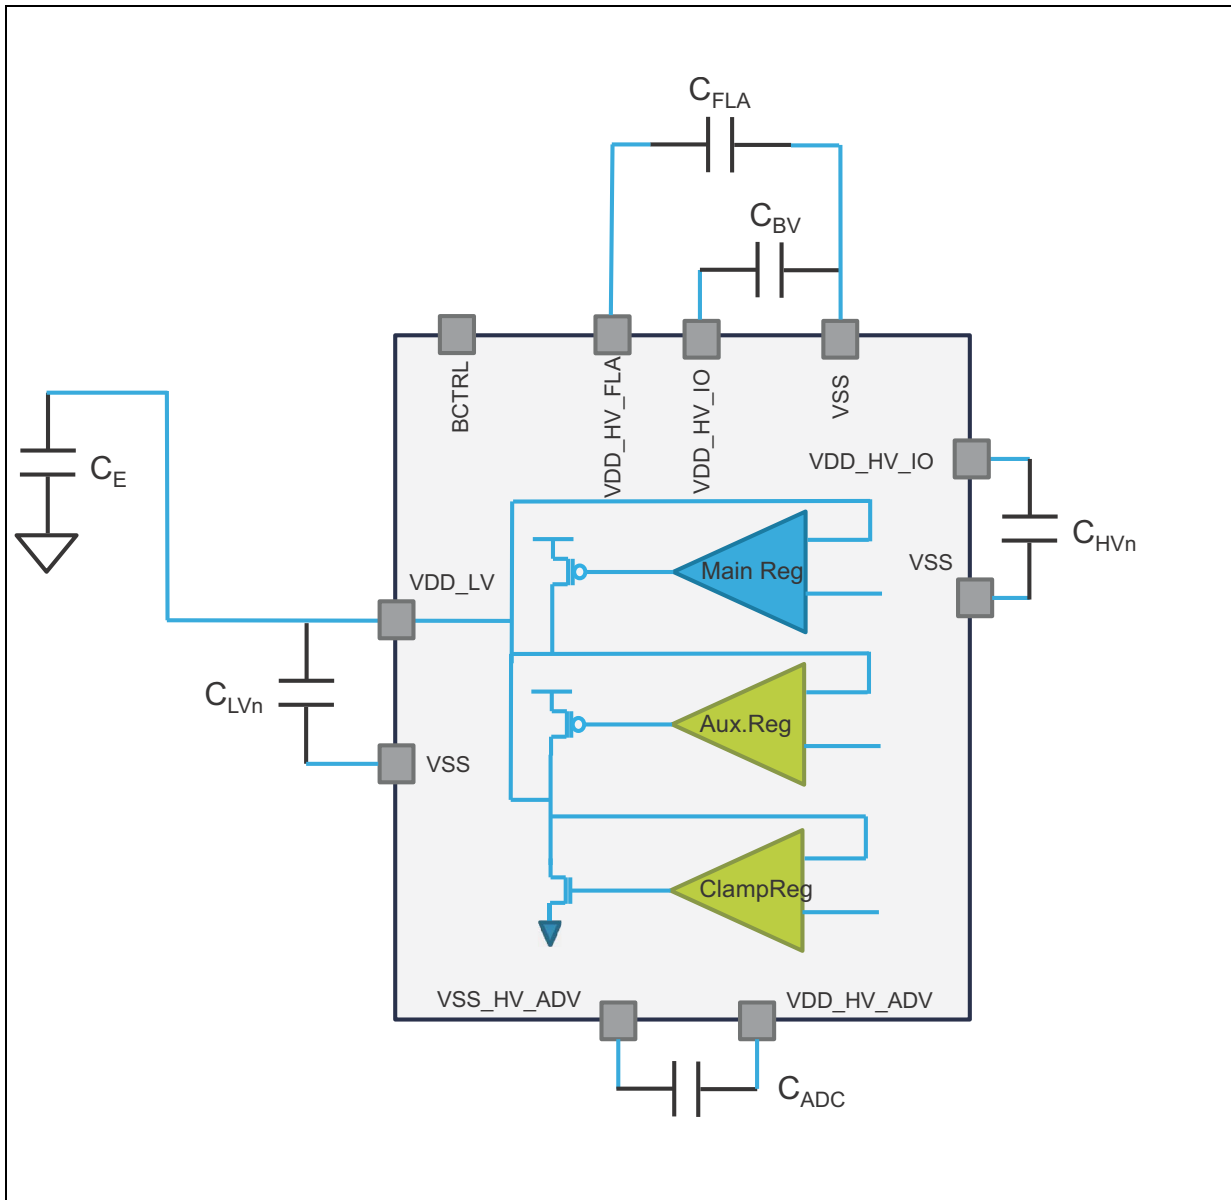 CFLA
CBV
BCTRL
VDD_HV_FLA
VDD_HV_IO
VSS
VDD_HV_IO
CE
CHVn
VSS
Main Reg
VDD_LV
CLVn
Aux.Reg
VSS
ClampReg
VSS_HV_ADV
VDD_HV_ADV
CADC